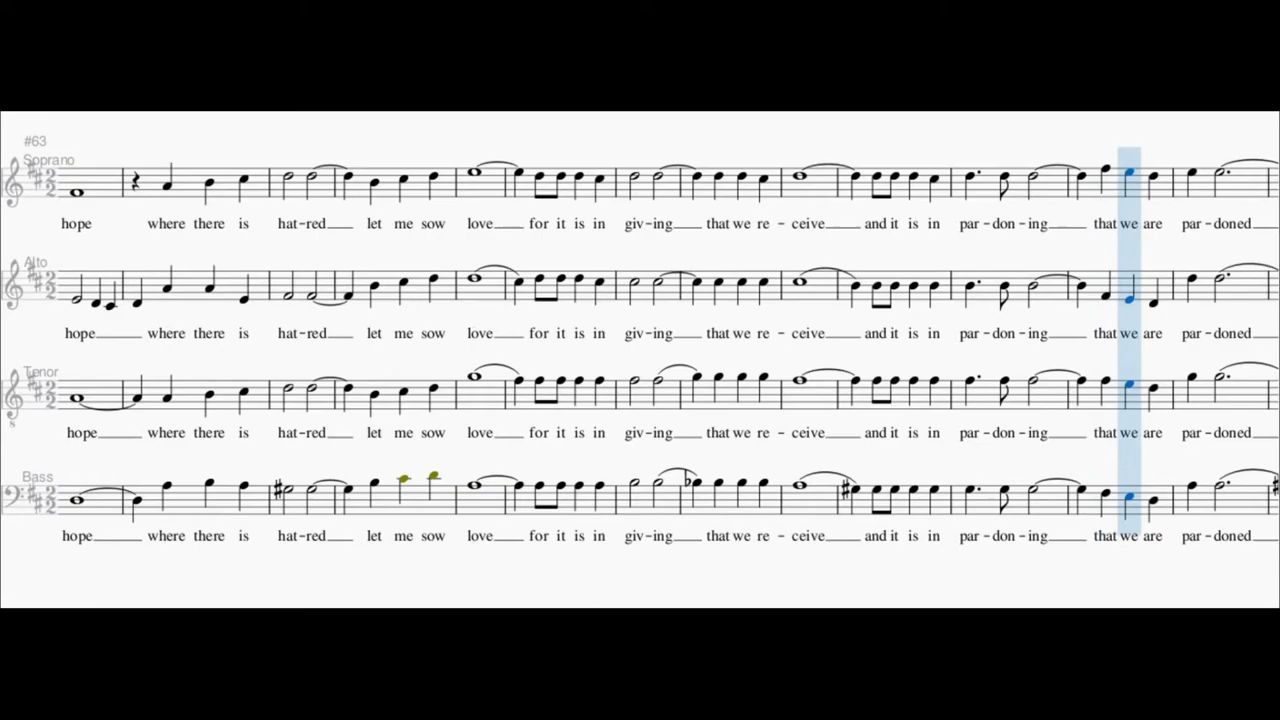 #63
Soprano
hope where there is hat-red let me sow love for it is in giv-ing that we re - ceive and it is in par - don - ing that we are par - doned
Alto
hope where there is hat-red let me sow love for it is in giv-ing that we re - ceive and it is in par - don - ing that we are par - doned
Tenor
hope where there is hat-red let me sow love for it is in giv-ing that we re - ceive and it is in par - don - ing that we are par - doned
Bass
hope where there is hat-red let me sow love for it is in giv-ing that we re - ceive and it is in par - don - ing that we are par - doned